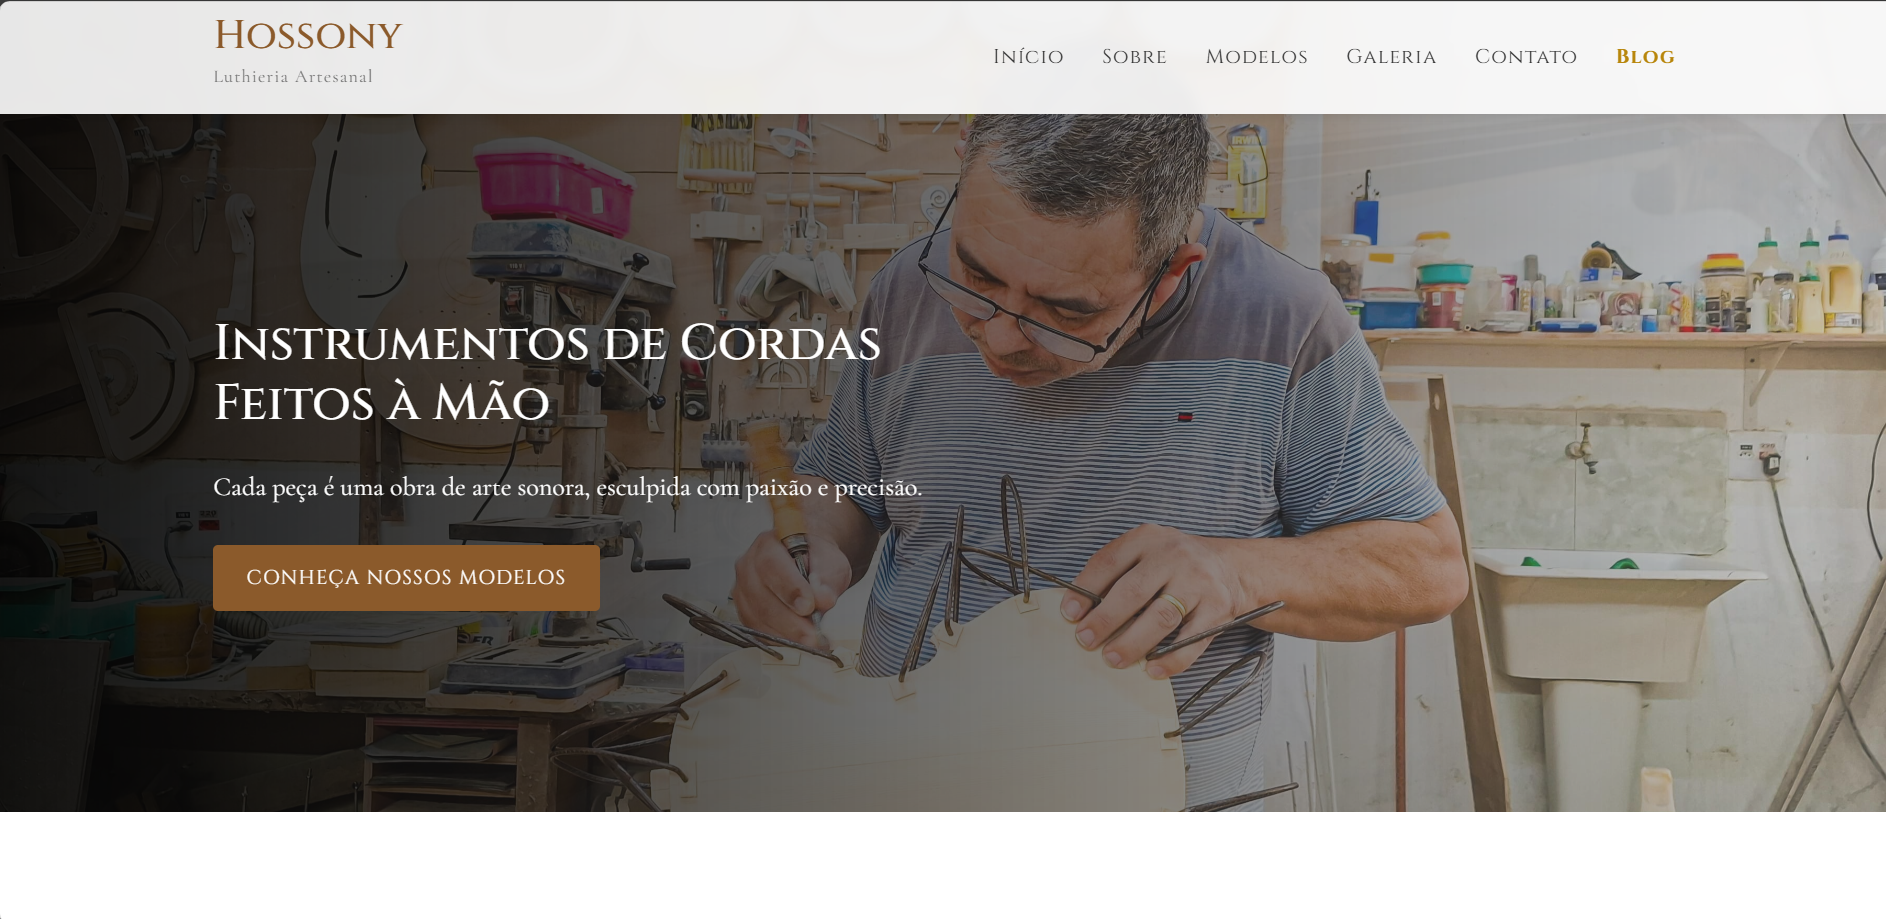 Hossony
Luthieria Artesanal
Início Sobre Modelos Galeria Contato Blog
Instrumentos de Cordas
Feitos à Mão
Cada peça é uma obra de arte sonora, esculpida com paixão e precisão.
CONHEÇA NOSSOS MODELOS